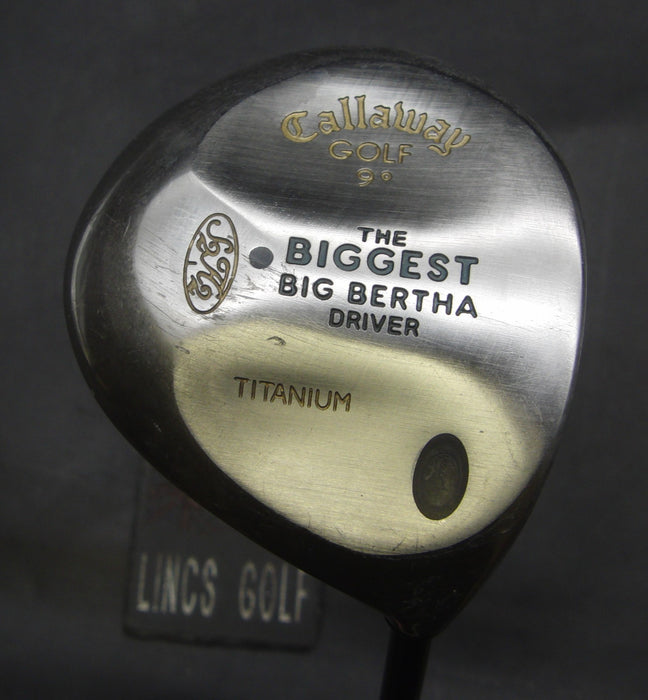 Callaway
GOLF
9°
THE
BIGGEST
BIG BERTHA
DRIVER
TITANIUM
LINCS GOLF